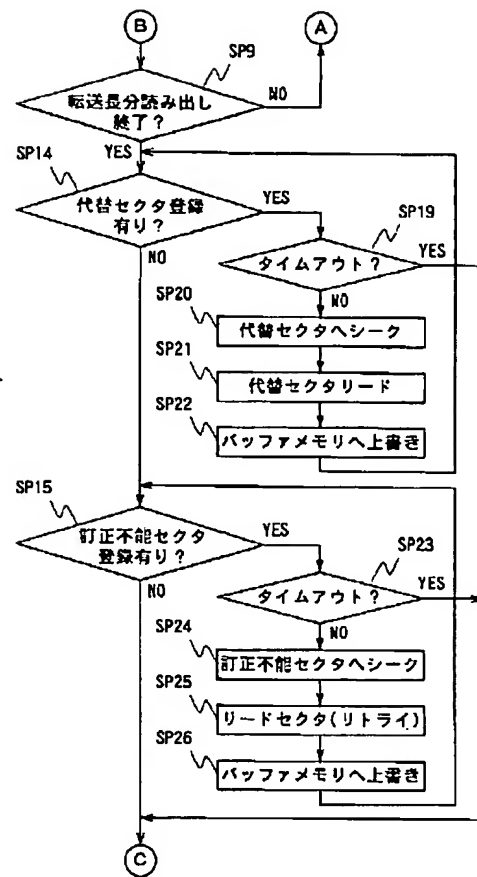 B
A
SP9
転送長分読み出し
終了?
NO
YES
SP14
代替セクタ登録
有り?
YES
NO
SP19
タイムアウト?
YES
NO
SP20
代替セクタへシーク
SP21
代替セクタリード
SP22
バッファメモリへ上書き
SP15
訂正不能セクタ
登録有り?
YES
NO
SP23
タイムアウト?
YES
NO
SP24
訂正不能セクタへシーク
SP25
リードセクタ(リトライ)
SP26
バッファメモリへ上書き
C